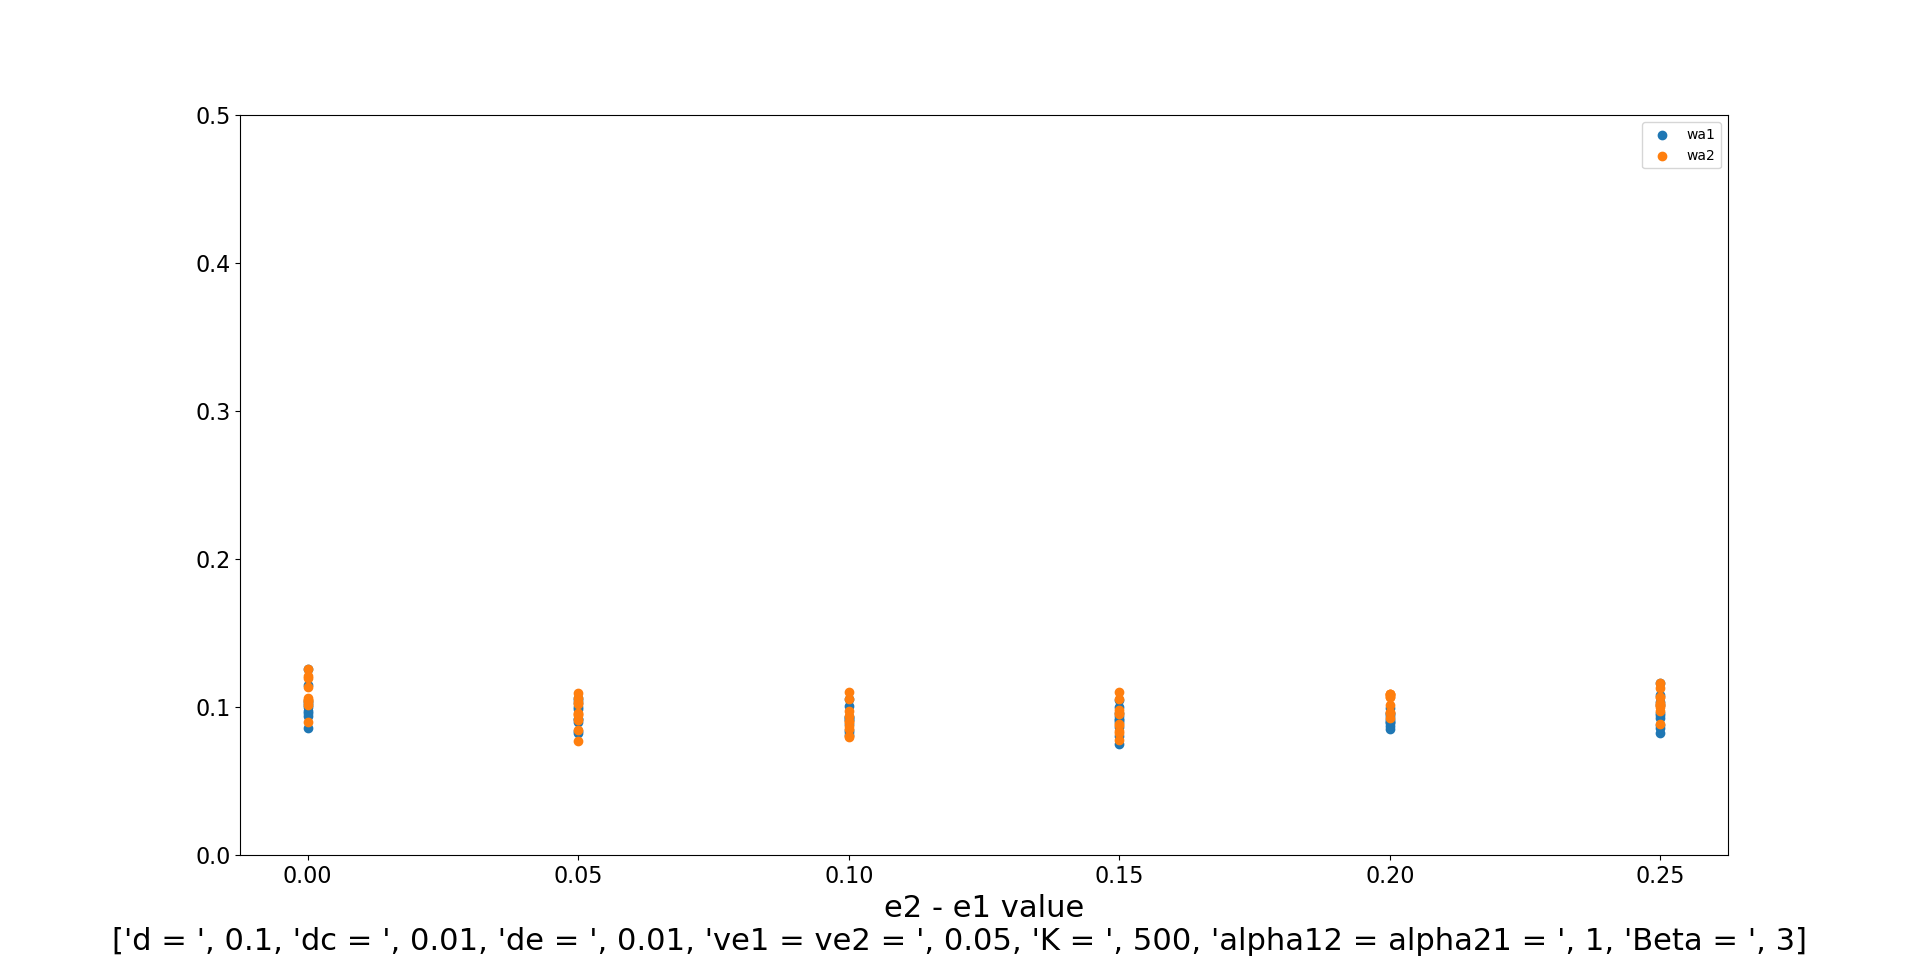 0.5
0.4
0.3
0.2
0.1
0.0
wa1
wa2
0.00 0.05 0.10 0.15 0.20 0.25
e2 - e1 value
['d = ', 0.1, 'dc = ', 0.01, 'de = ', 0.01, 've1 = ve2 = ', 0.05, 'K = ', 500, 'alpha12 = alpha21 = ', 1, 'Beta = ', 3]